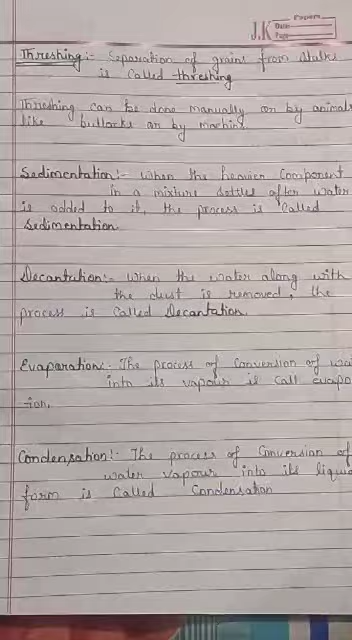 J.K
Date:
Page
Threshing:- Separation of grains from stalks
is called threshing
Threshing can be done manually or by animals
like bullocks or by machine
Sedimentation:- When the heavier component
in a mixture settles after water
is added to it, the process is called
sedimentation.
Decantation:- When the water along with
the dust is removed, the
process is called Decantation.
Evaporation:- The process of conversion of wa
into its vapour is call evapo
-ion.
Condensation:- The process of conversion of
water vapour into its liquid
form is called Condensation